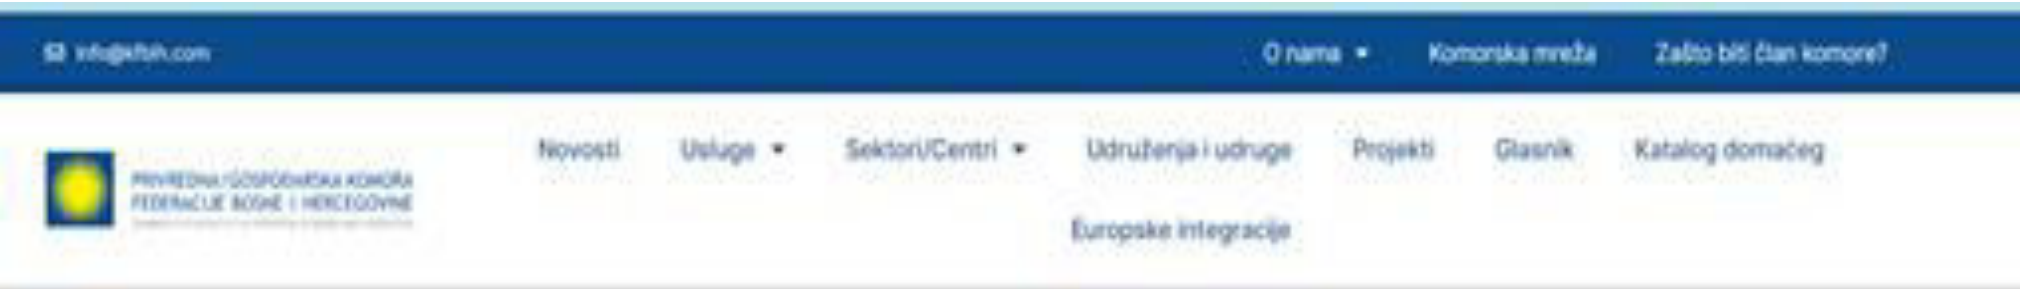 info@kfbih.com
O nama Komorska mreža Zašto biti član komore?
Novosti Usluge Sektori/Centri Udruženja i udruge Projekti Glasnik Katalog domaćeg
PRIVREDNA/GOSPODARSKA KOMORA
FEDERACIJE BOSNE I HERCEGOVINE
Europske integracije